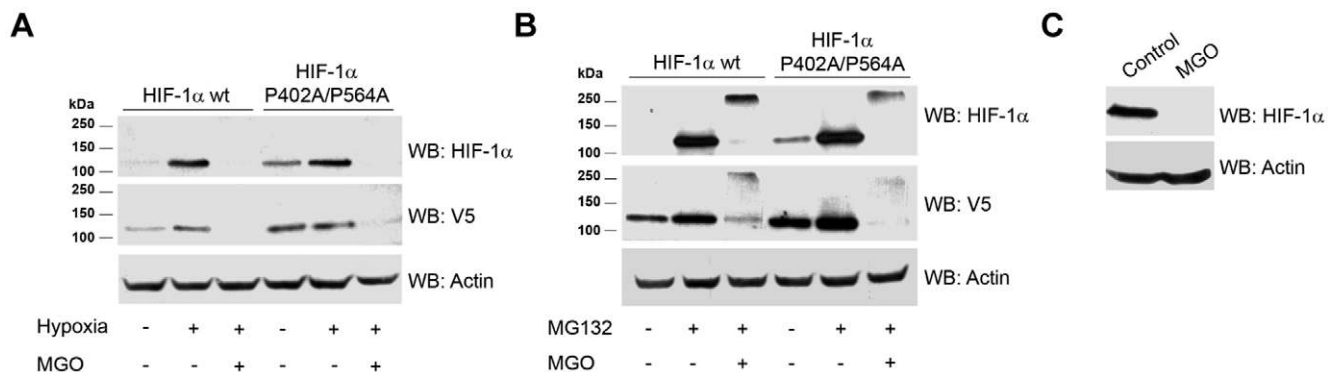 A
HIF-1α wt
HIF-1α
P402A/P564A
kDa
250
150
100
WB: HIF-1α
250
150
100
WB: V5
WB: Actin
Hypoxia - + + - + +
MGO - - + - - +
B
HIF-1α wt
HIF-1α
P402A/P564A
kDa
250
150
100
WB: HIF-1α
250
150
100
WB: V5
WB: Actin
MG132 - + + - + +
MGO - - + - - +
C
Control
MGO
WB: HIF-1α
WB: Actin